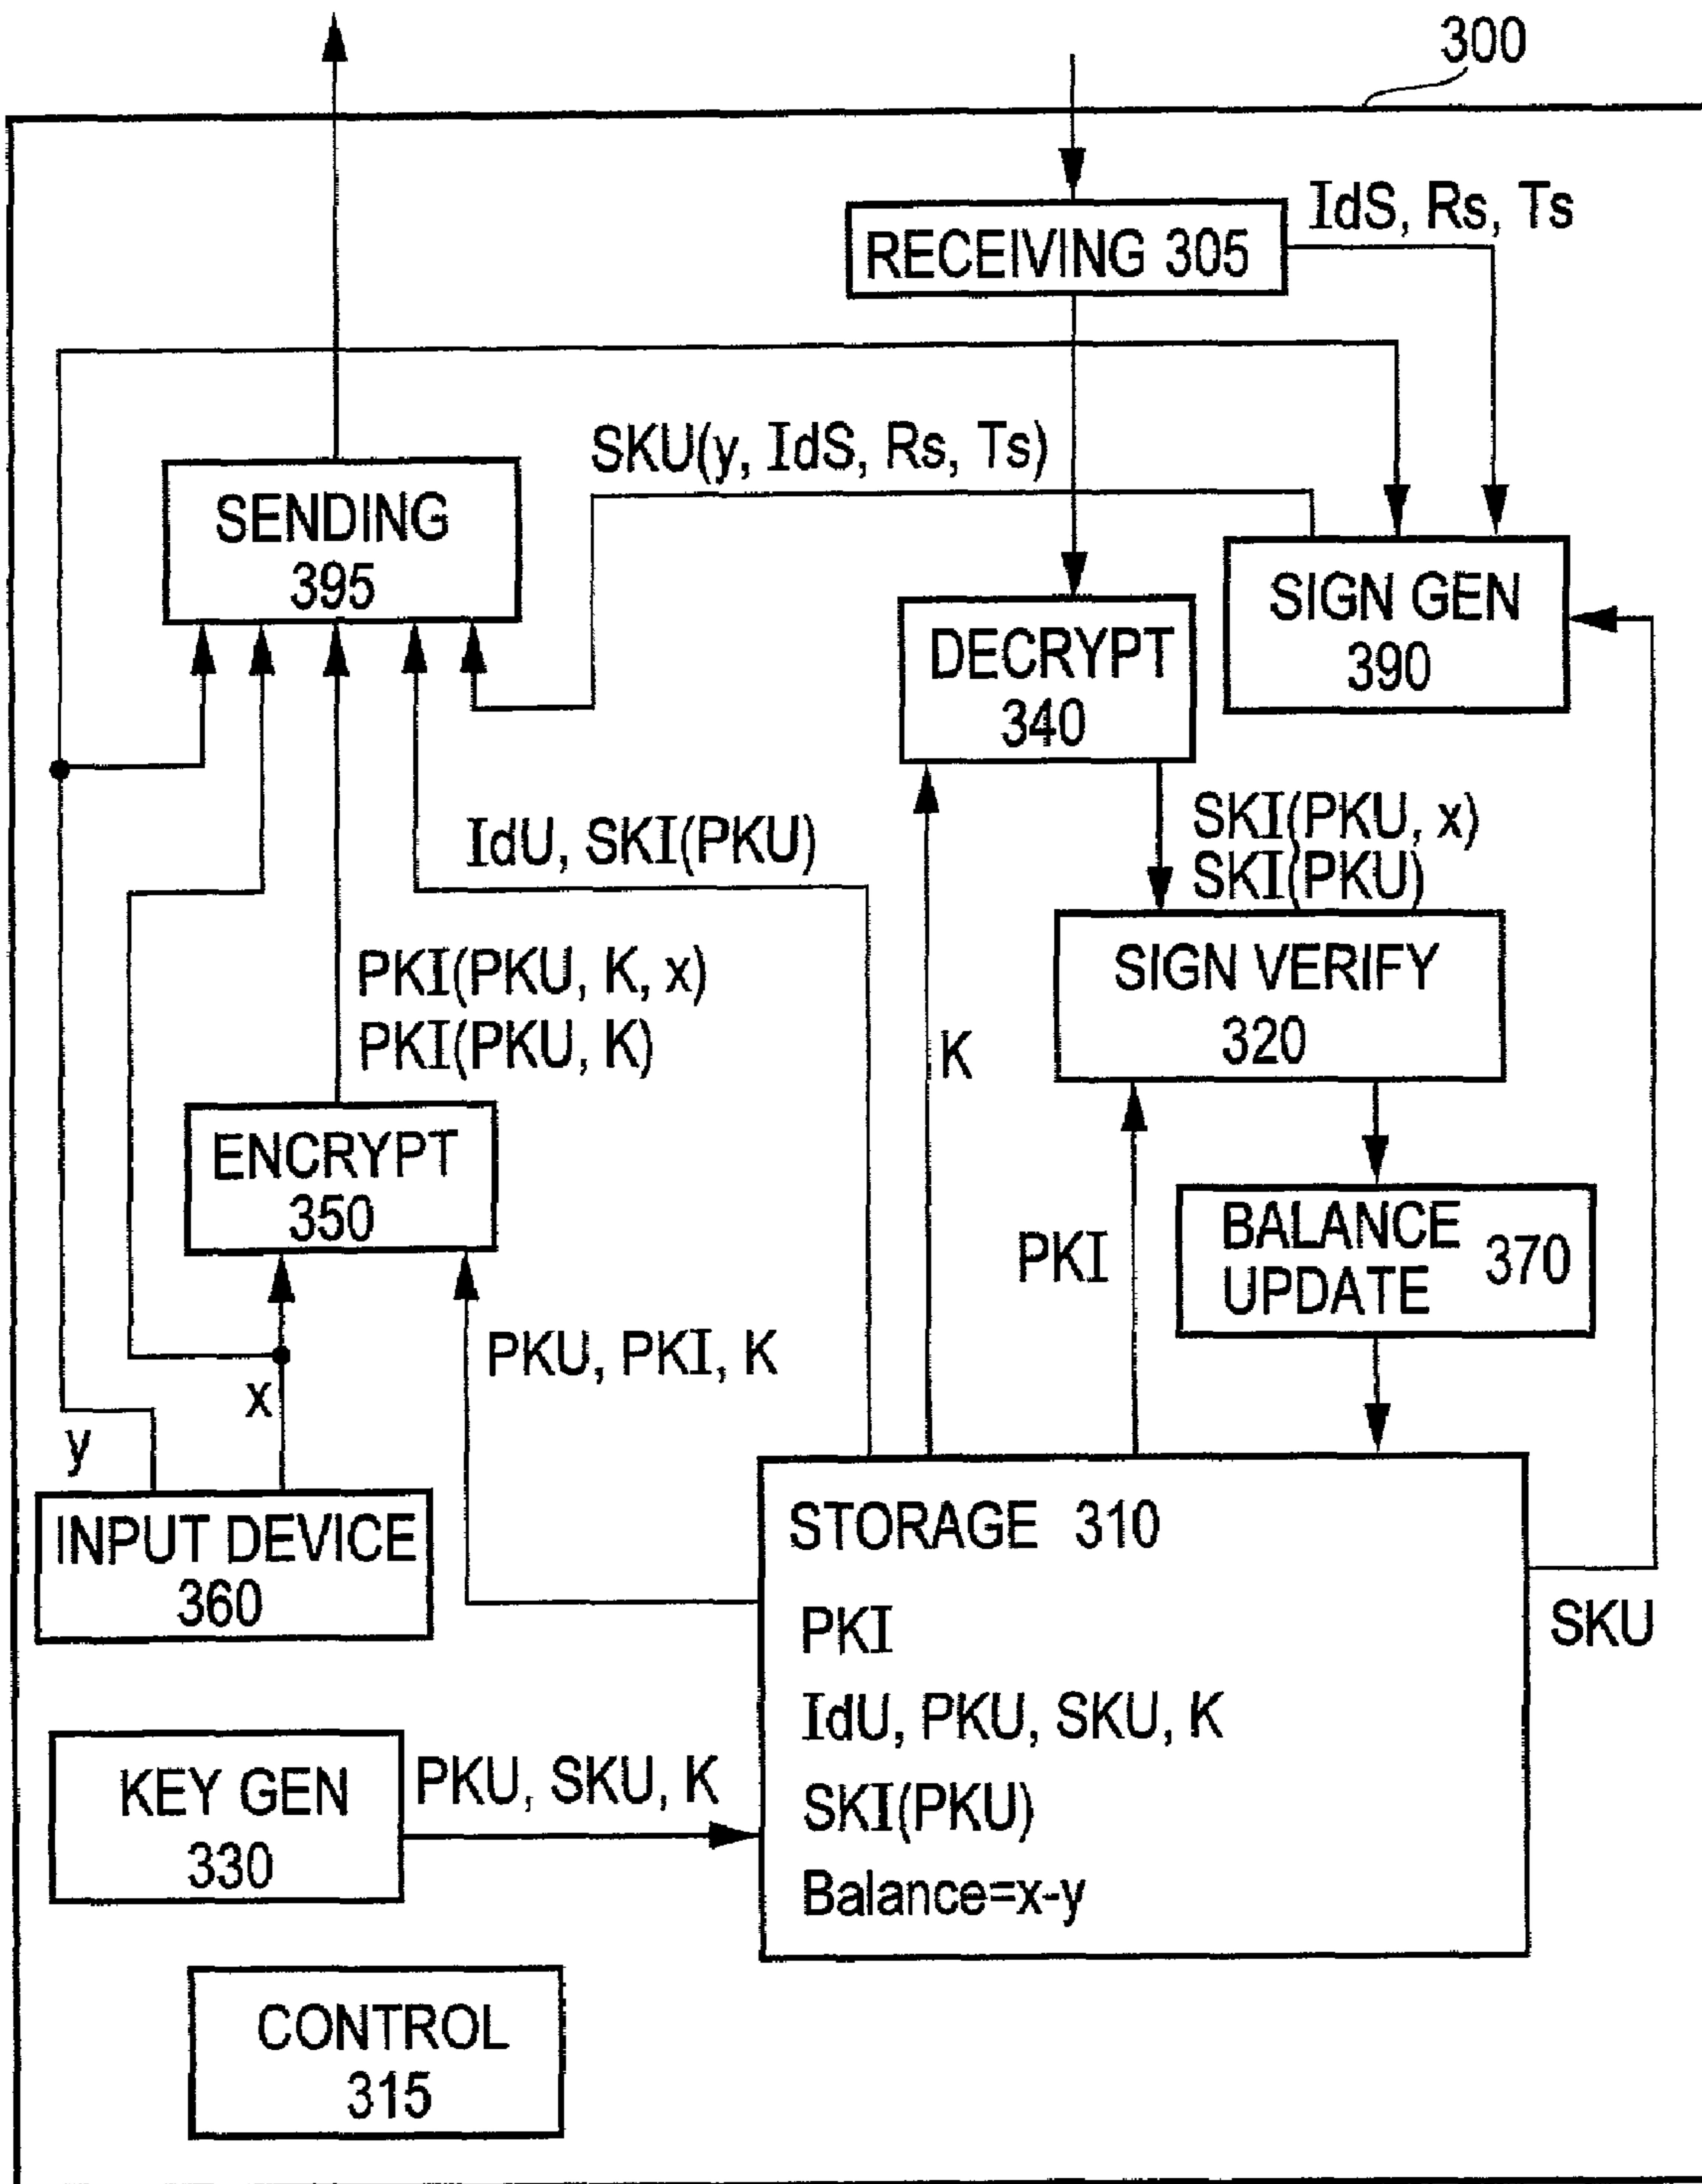 300
IdS, Rs, Ts
RECEIVING 305
SKU(y, IdS, Rs, Ts)
SENDING
395
SIGN GEN
390
DECRYPT
340
SKI(PKU, x)
SKI(PKU)
IdU, SKI(PKU)
SIGN VERIFY
320
PKI(PKU, K, x)
PKI(PKU, K)
K
ENCRYPT
350
BALANCE
UPDATE 370
PKI
PKU, PKI, K
x
y
INPUT DEVICE
360
STORAGE 310
PKI
IdU, PKU, SKU, K
SKI(PKU)
Balance=x-y
SKU
KEY GEN
330
PKU, SKU, K
CONTROL
315